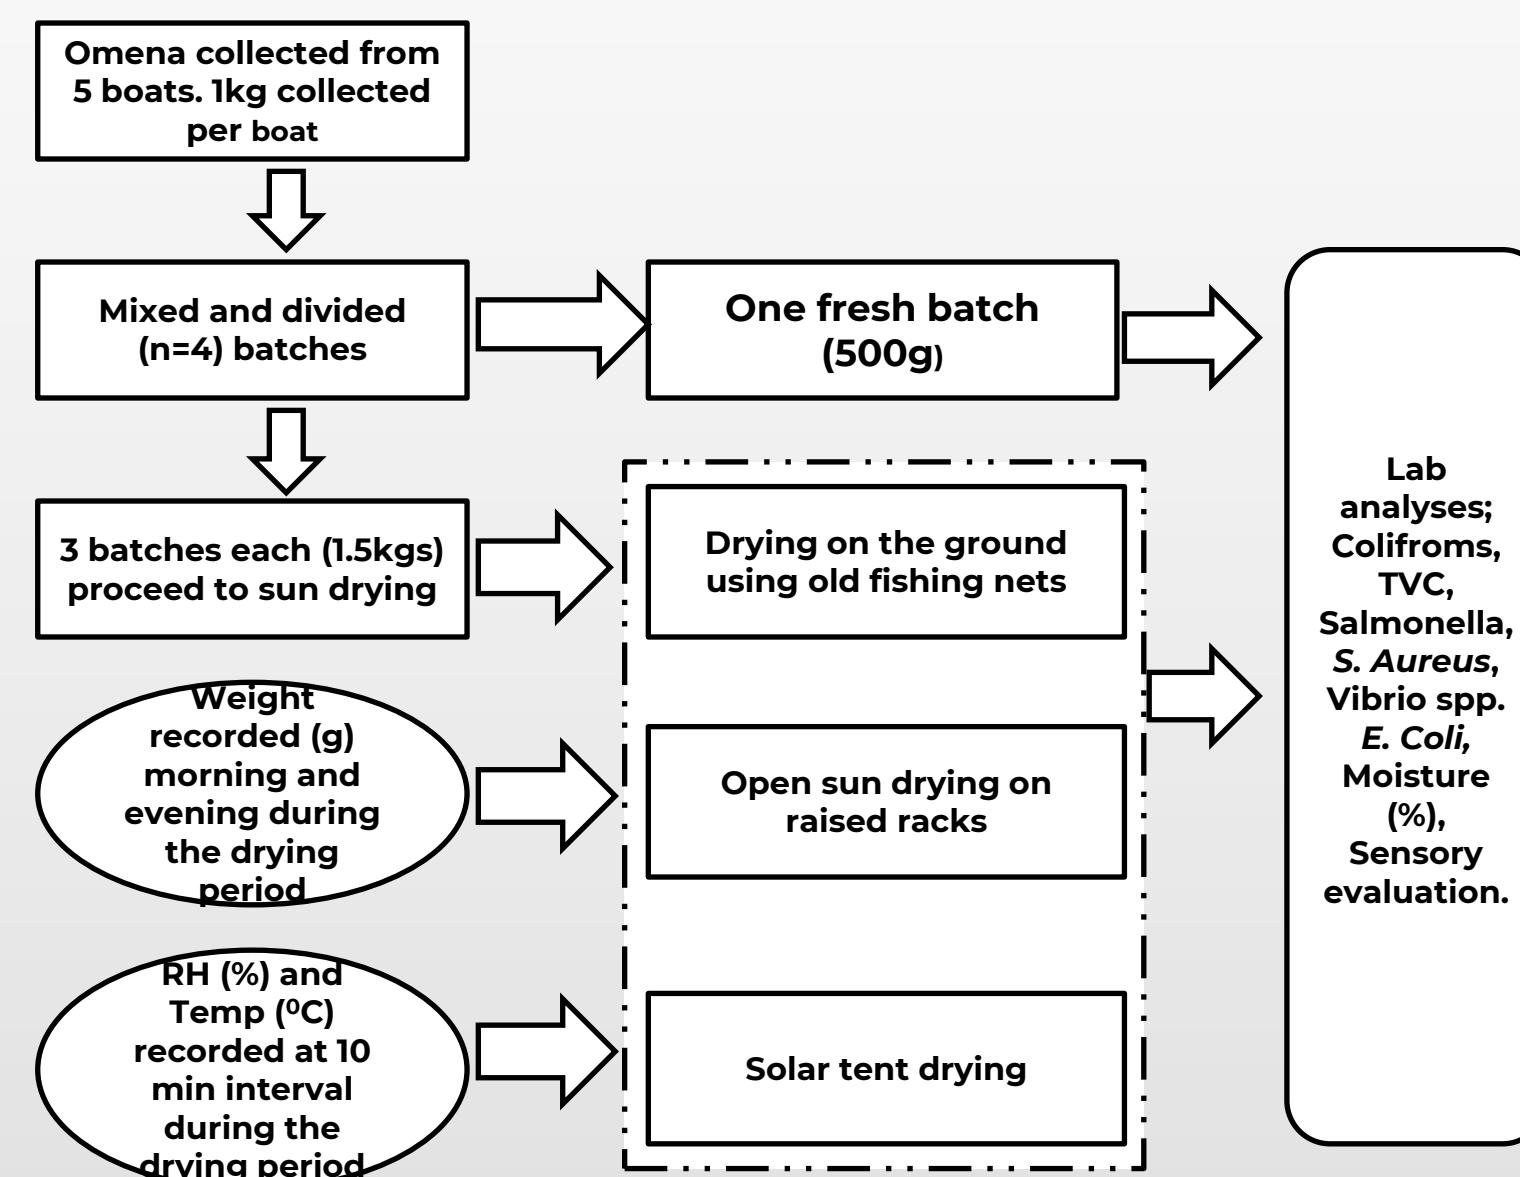 Omena collected from
5 boats. 1kg collected
per boat
Mixed and divided
(n=4) batches
One fresh batch
(500g)
3 batches each (1.5kgs)
proceed to sun drying
Drying on the ground
using old fishing nets
Weight
recorded (g)
morning and
evening during
the drying
period
Open sun drying on
raised racks
RH (%) and
Temp (⁰C)
recorded at 10
min interval
during the
drying period
Solar tent drying
Lab
analyses;
Colifroms,
TVC,
Salmonella,
S. Aureus,
Vibrio spp.
E. Coli,
Moisture
(%),
Sensory
evaluation.